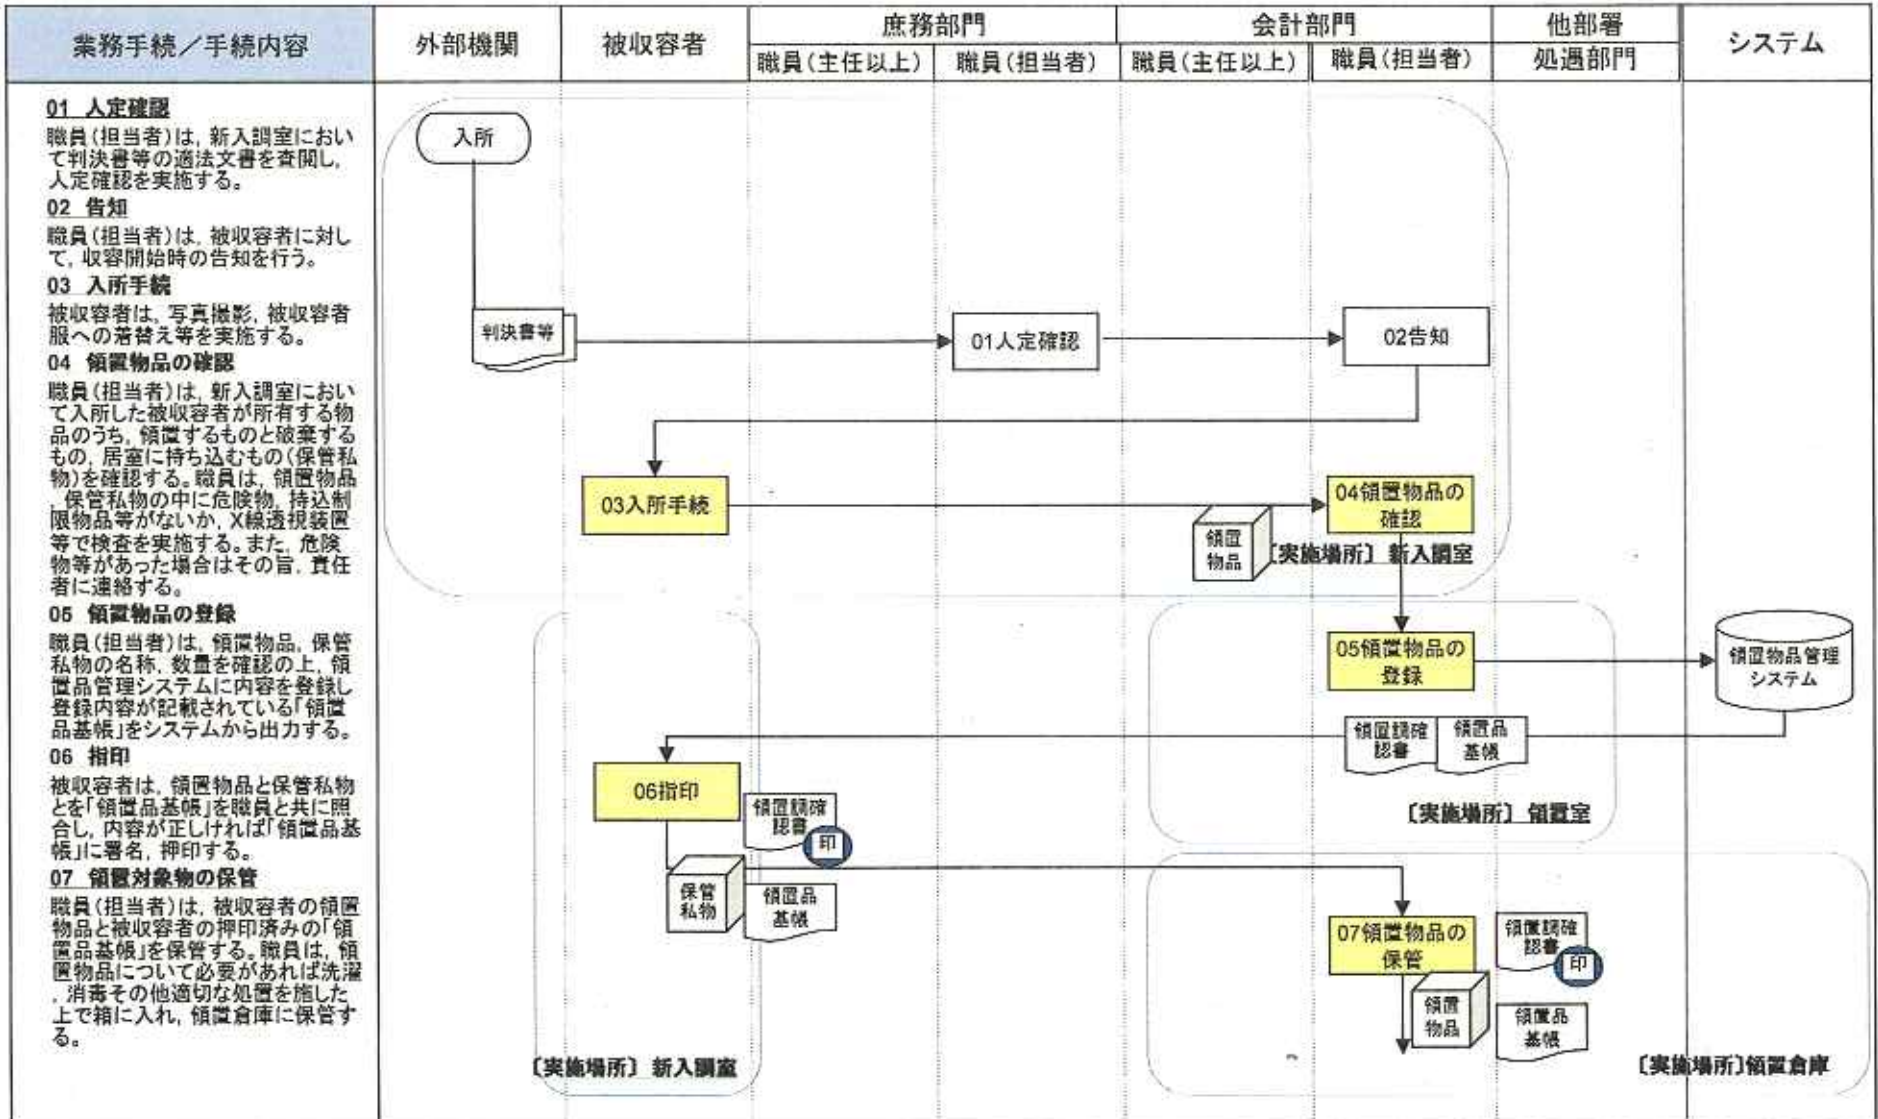 業務手続／手続内容
外部機関
被収容者
庶務部門
職員(主任以上)
職員(担当者)
会計部門
職員(主任以上)
職員(担当者)
他部署
処遇部門
システム
01 人定確認
職員(担当者)は,新入調室におい
て判決書等の適法文書を査閲し,
人定確認を実施する。
02 告知
職員(担当者)は,被収容者に対し
て,収容開始時の告知を行う。
03 入所手続
被収容者は,写真撮影,被収容者
服への着替え等を実施する。
04 領置物品の確認
職員(担当者)は,新入調室におい
て入所した被収容者が所有する物
品のうち,領置するものと破棄する
もの,居室に持ち込むもの(保管私
物)を確認する。職員は,領置物品
,保管私物の中に危険物,持込制
限物品等がないか,X線透視装置
等で検査を実施する。また,危険
物等があった場合はその旨,責任
者に連絡する。
05 領置物品の登録
職員(担当者)は,領置物品,保管
私物の名称,数量を確認の上,領
置品管理システムに内容を登録し
登録内容が記載されている「領置
品基帳」をシステムから出力する。
06 指印
被収容者は,領置物品と保管私物
とを「領置品基帳」を職員と共に照
合し,内容が正しければ「領置品基
帳」に署名,押印する。
07 領置対象物の保管
職員(担当者)は,被収容者の領置
物品と被収容者の押印済みの「領
置品基帳」を保管する。職員は,領
置物品について必要があれば洗濯
,消毒その他適切な処置を施した
上で箱に入れ,領置倉庫に保管す
る。
入所
判決書等
01人定確認
02告知
03入所手続
領置
物品
04領置物品の
確認
〔実施場所〕 新入調室
05領置物品の
登録
領置物品管理
システム
領置調確
認書
領置品
基帳
〔実施場所〕 領置室
06指印
領置調確
認書
印
保管
私物
領置品
基帳
〔実施場所〕 新入調室
07領置物品の
保管
領置調確
認書
印
領置
物品
領置品
基帳
〔実施場所〕領置倉庫